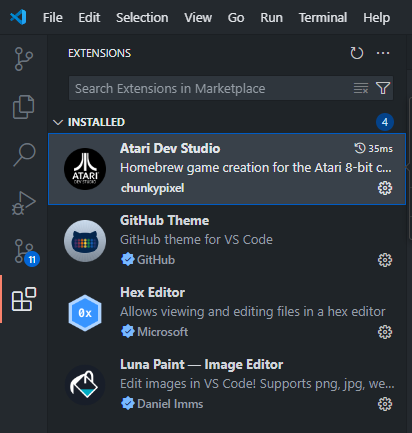 File Edit Selection View Go Run Terminal Help
EXTENSIONS
Search Extensions in Marketplace
INSTALLED 4
Atari Dev Studio 35ms
Homebrew game creation for the Atari 8-bit c...
chunkypixel
ATARI
DEV STUDIO
GitHub Theme
GitHub theme for VS Code
GitHub
11
Hex Editor
0x
Allows viewing and editing files in a hex editor
Microsoft
Luna Paint — Image Editor
Edit images in VS Code! Supports png, jpg, we...
Daniel Imms